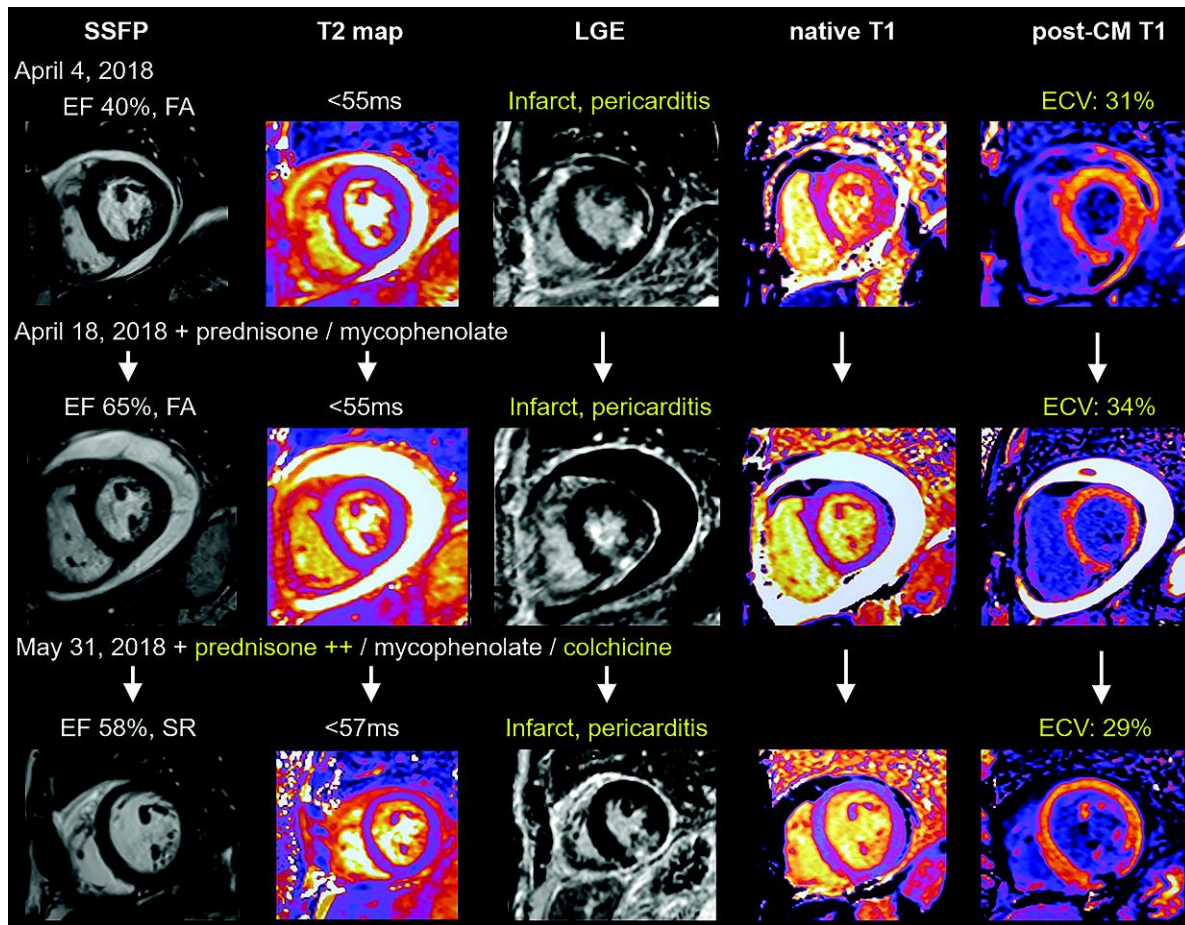 SSFP T2 map LGE native T1 post-CM T1
April 4, 2018
EF 40%, FA <55ms Infarct, pericarditis ECV: 31%
April 18, 2018 + prednisone / mycophenolate
EF 65%, FA <55ms Infarct, pericarditis ECV: 34%
May 31, 2018 + prednisone ++ / mycophenolate / colchicine
EF 58%, SR <57ms Infarct, pericarditis ECV: 29%